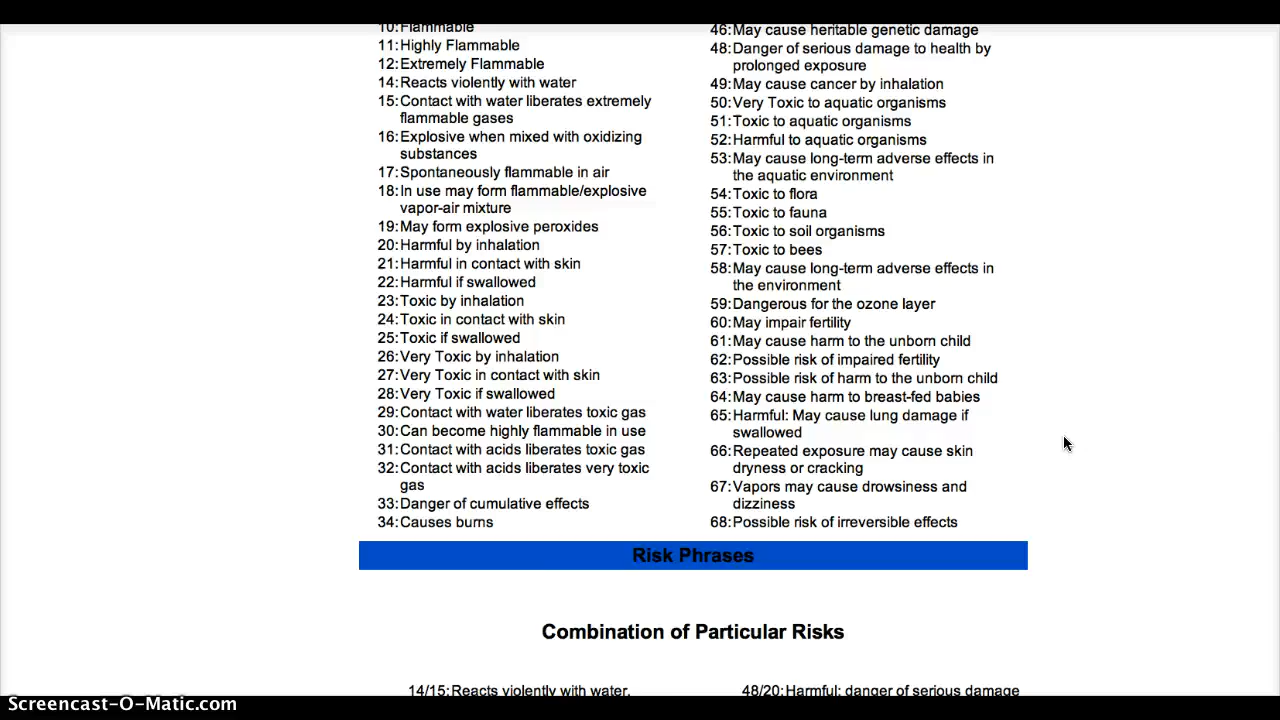 10:Flammable
11:Highly Flammable
12:Extremely Flammable
14:Reacts violently with water
15:Contact with water liberates extremely
flammable gases
16:Explosive when mixed with oxidizing
substances
17:Spontaneously flammable in air
18:In use may form flammable/explosive
vapor-air mixture
19:May form explosive peroxides
20:Harmful by inhalation
21:Harmful in contact with skin
22:Harmful if swallowed
23:Toxic by inhalation
24:Toxic in contact with skin
25:Toxic if swallowed
26:Very Toxic by inhalation
27:Very Toxic in contact with skin
28:Very Toxic if swallowed
29:Contact with water liberates toxic gas
30:Can become highly flammable in use
31:Contact with acids liberates toxic gas
32:Contact with acids liberates very toxic
gas
33:Danger of cumulative effects
34:Causes burns
46:May cause heritable genetic damage
48:Danger of serious damage to health by
prolonged exposure
49:May cause cancer by inhalation
50:Very Toxic to aquatic organisms
51:Toxic to aquatic organisms
52:Harmful to aquatic organisms
53:May cause long-term adverse effects in
the aquatic environment
54:Toxic to flora
55:Toxic to fauna
56:Toxic to soil organisms
57:Toxic to bees
58:May cause long-term adverse effects in
the environment
59:Dangerous for the ozone layer
60:May impair fertility
61:May cause harm to the unborn child
62:Possible risk of impaired fertility
63:Possible risk of harm to the unborn child
64:May cause harm to breast-fed babies
65:Harmful: May cause lung damage if
swallowed
66:Repeated exposure may cause skin
dryness or cracking
67:Vapors may cause drowsiness and
dizziness
68:Possible risk of irreversible effects
Risk Phrases
Combination of Particular Risks
14/15:Reacts violently with water,
48/20:Harmful: danger of serious damage
Screencast-O-Matic.com